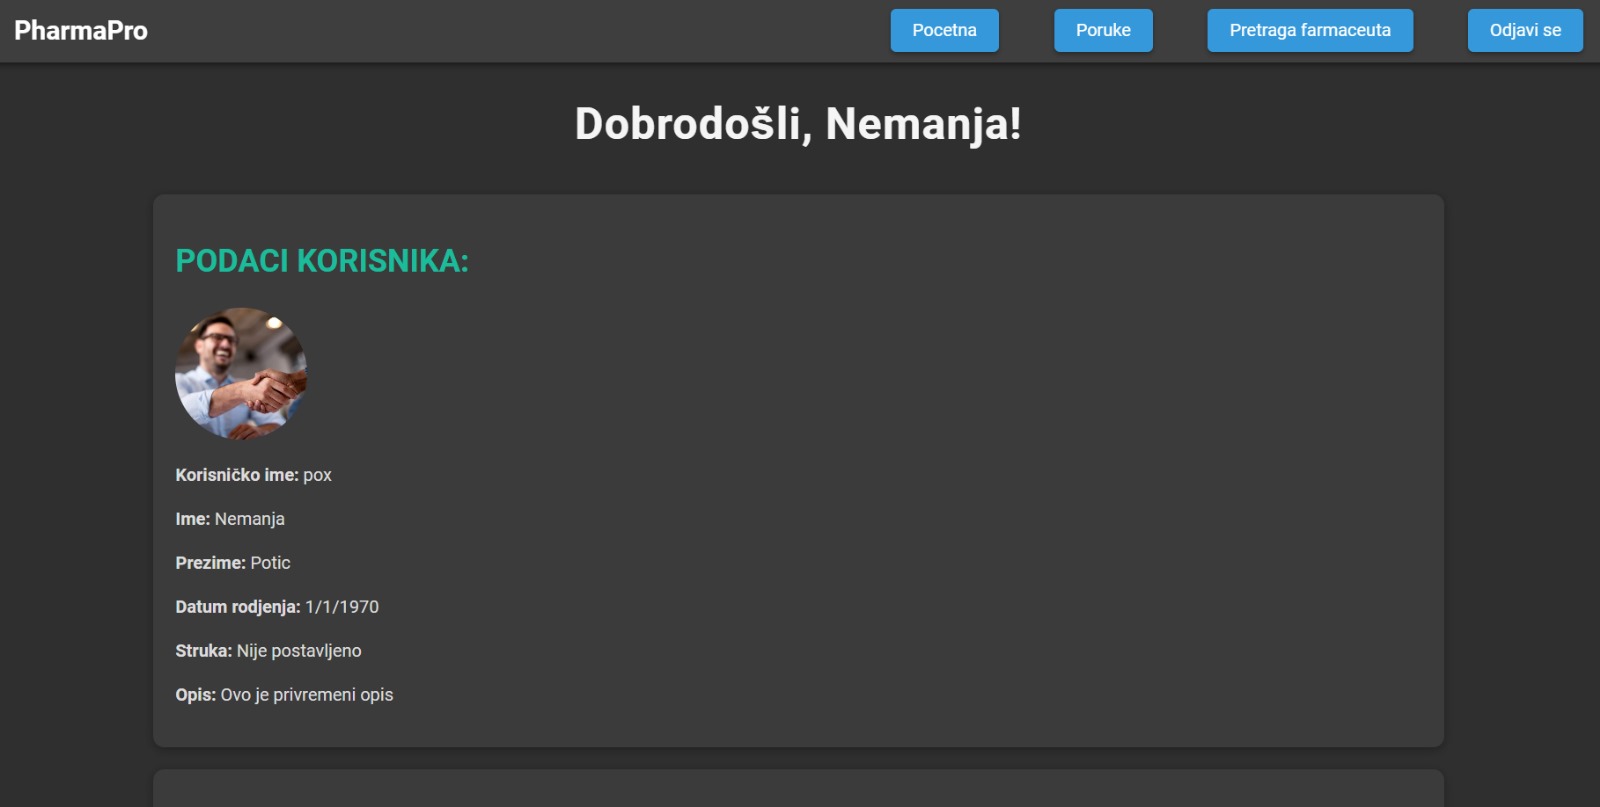 PharmaPro
Pocetna
Poruke
Pretraga farmaceuta
Odjavi se
Dobrodošli, Nemanja!
PODACI KORISNIKA:
Korisničko ime: pox
Ime: Nemanja
Prezime: Potic
Datum rodjenja: 1/1/1970
Struka: Nije postavljeno
Opis: Ovo je privremeni opis